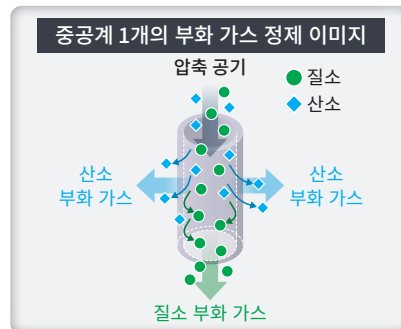 중공계 1개의 부화 가스 정제 이미지
압축 공기
질소
산소
산소
부화 가스
산소
부화 가스
질소 부화 가스